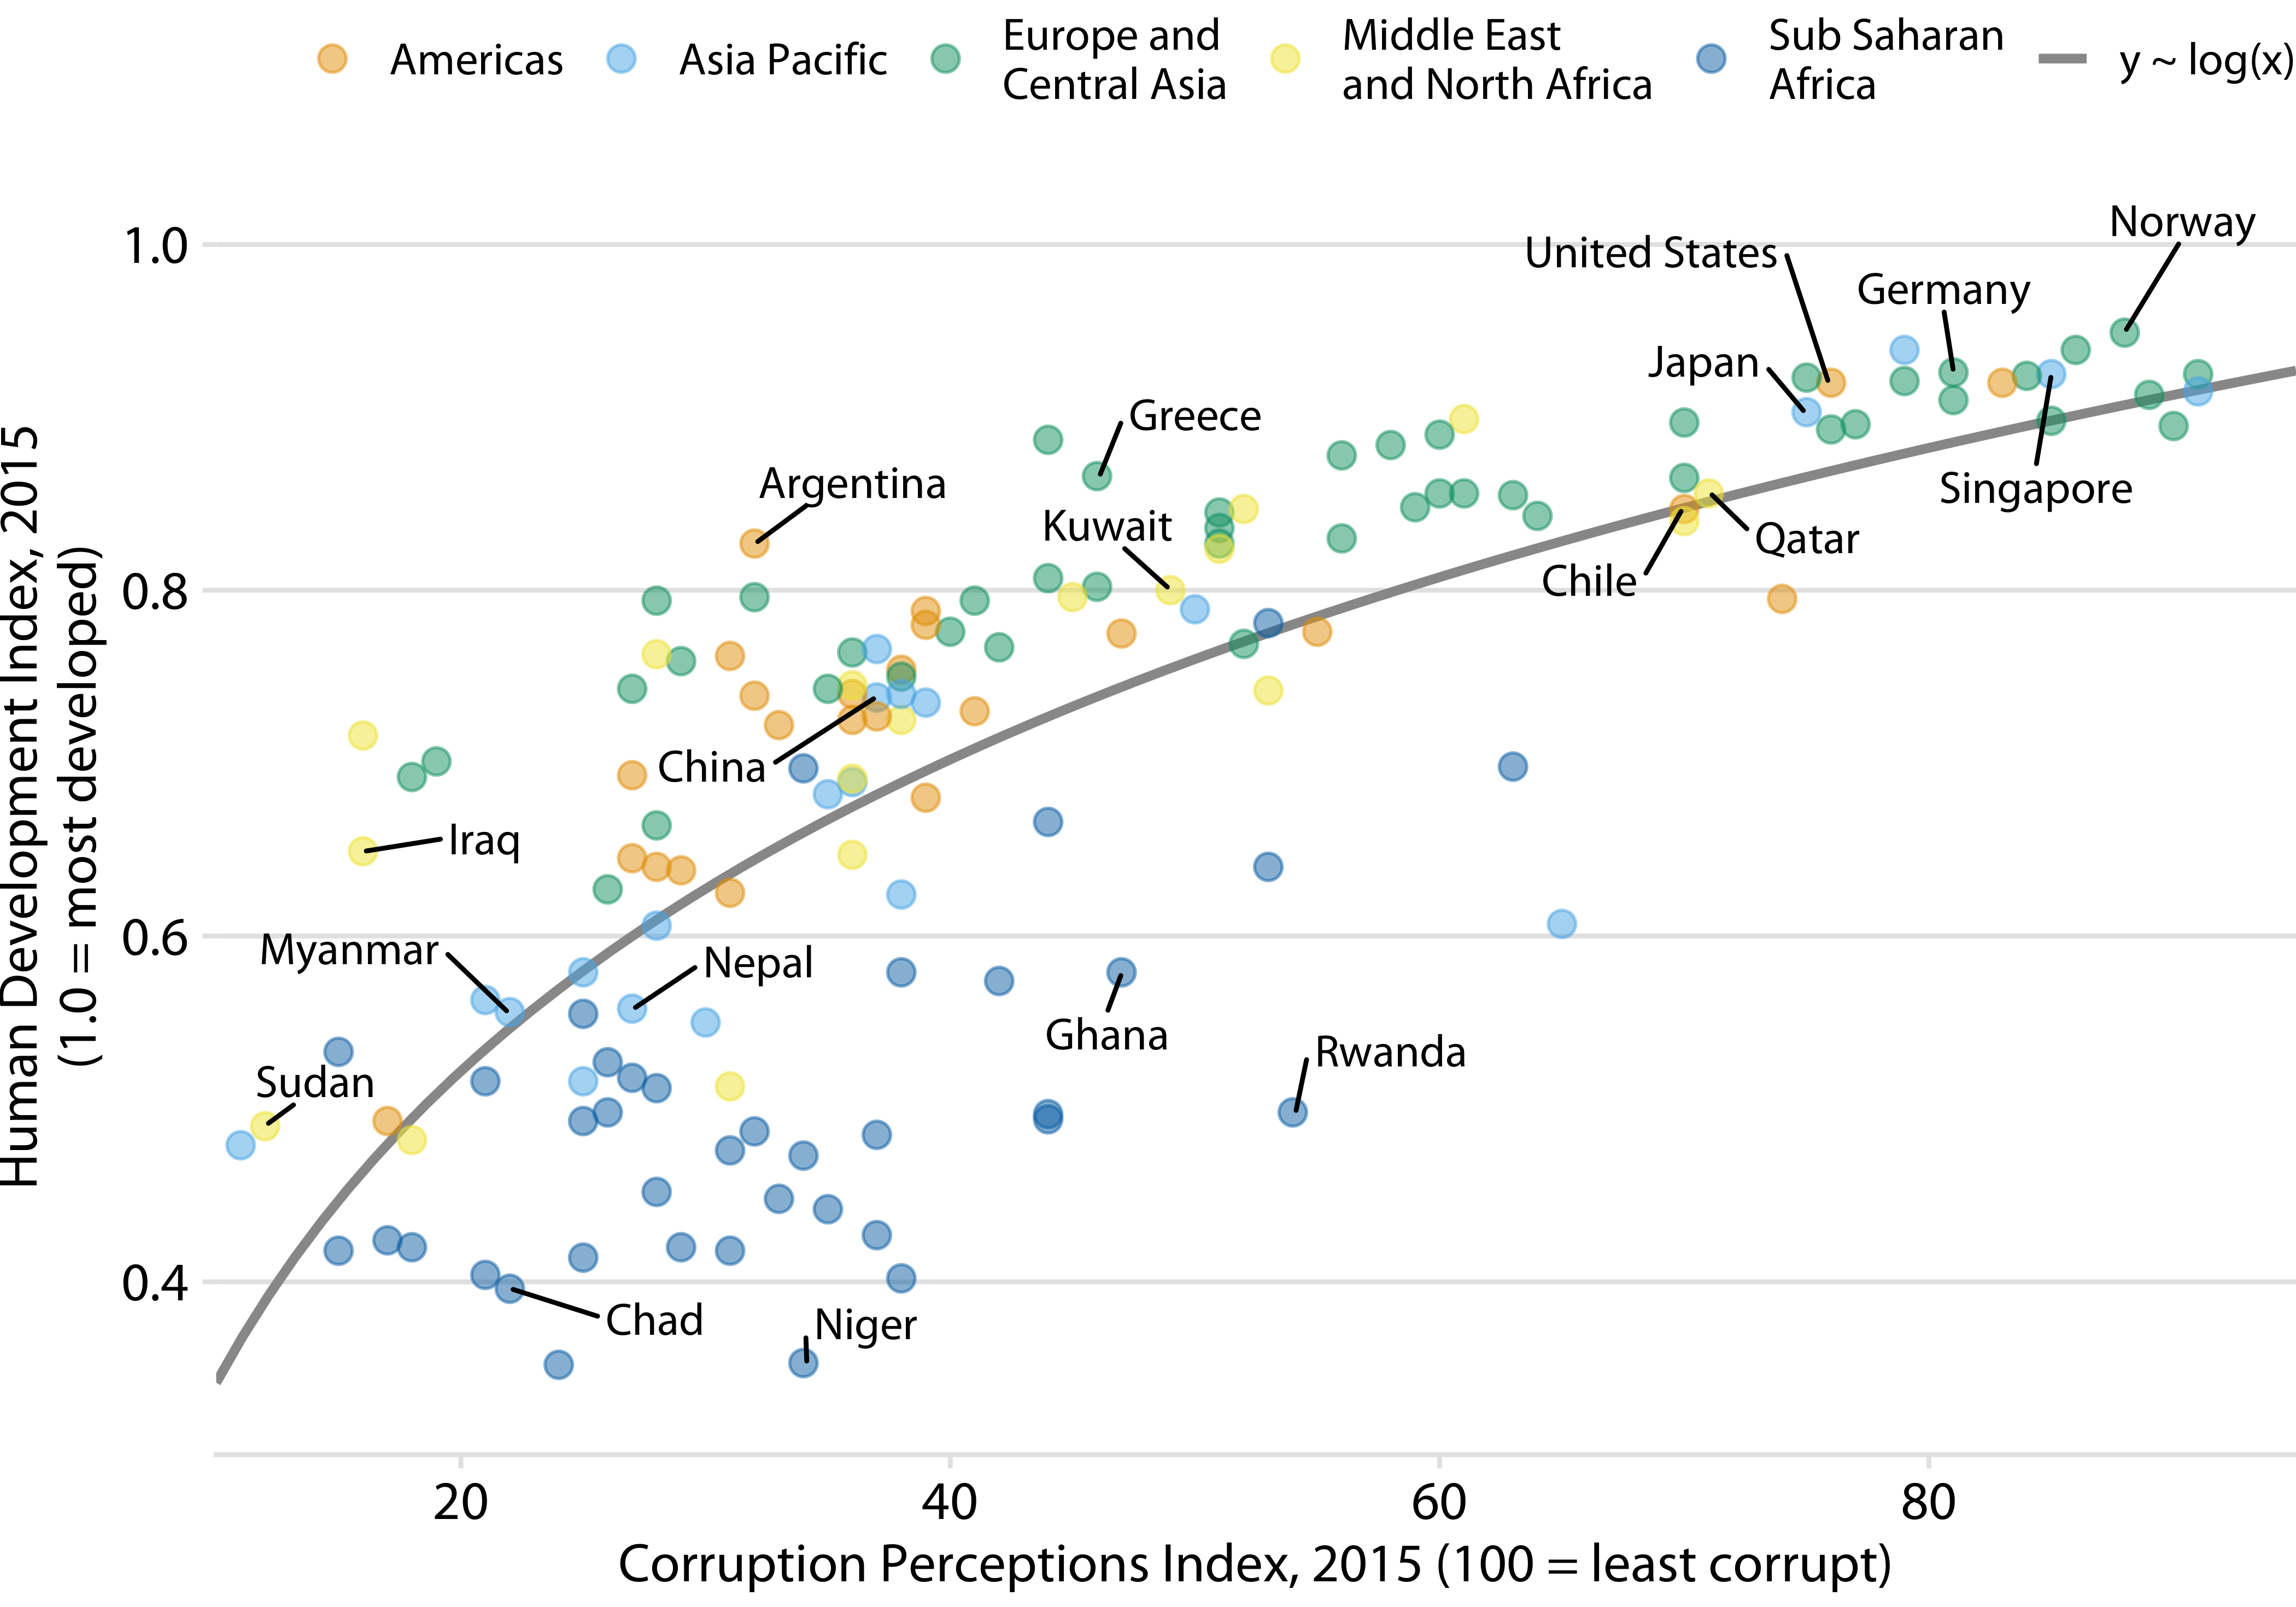 Americas
Asia Pacific
Europe and
Central Asia
Middle East
and North Africa
Sub Saharan
Africa
y ~ log(x)
Human Development Index, 2015
(1.0 = most developed)
1.0
0.8
0.6
0.4
Norway
United States
Germany
Japan
Greece
Argentina
Singapore
Kuwait
Qatar
Chile
China
Iraq
Myanmar
Nepal
Ghana
Rwanda
Sudan
Chad
Niger
20
40
60
80
Corruption Perceptions Index, 2015 (100 = least corrupt)